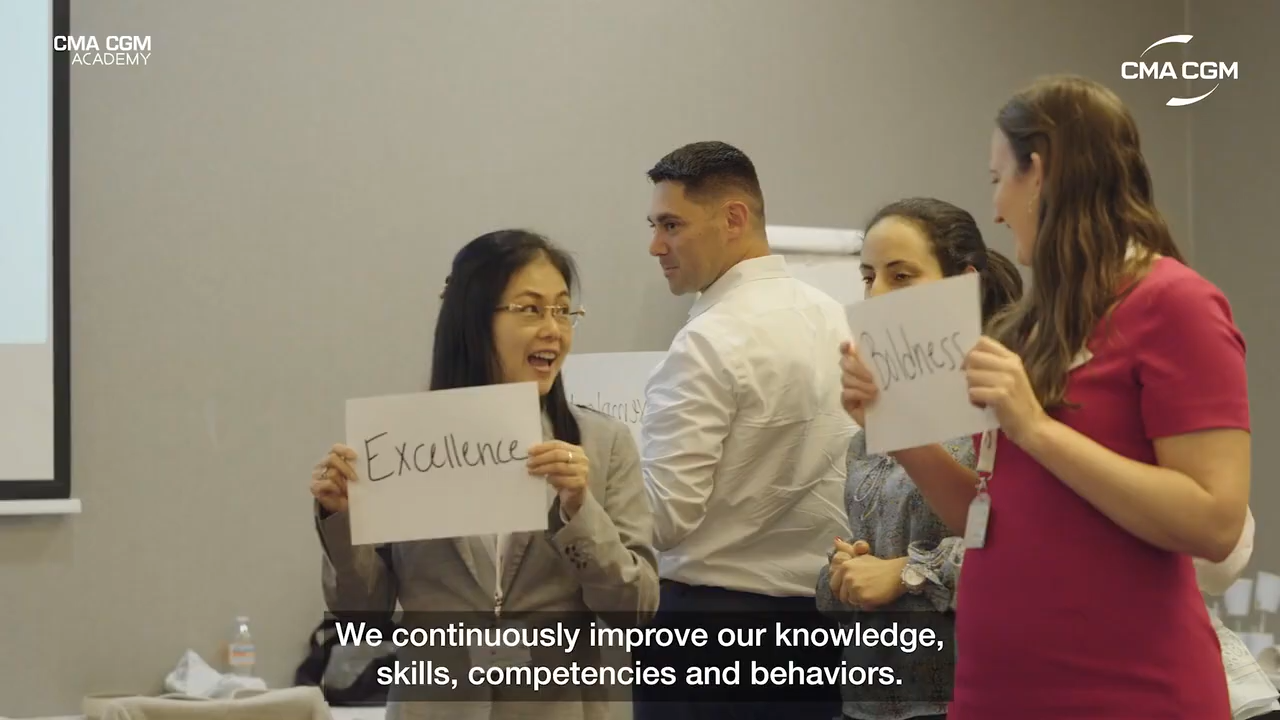 CMA CGM
ACADEMY
CMA CGM
Excellence
Boldness
We continuously improve our knowledge,
skills, competencies and behaviors.